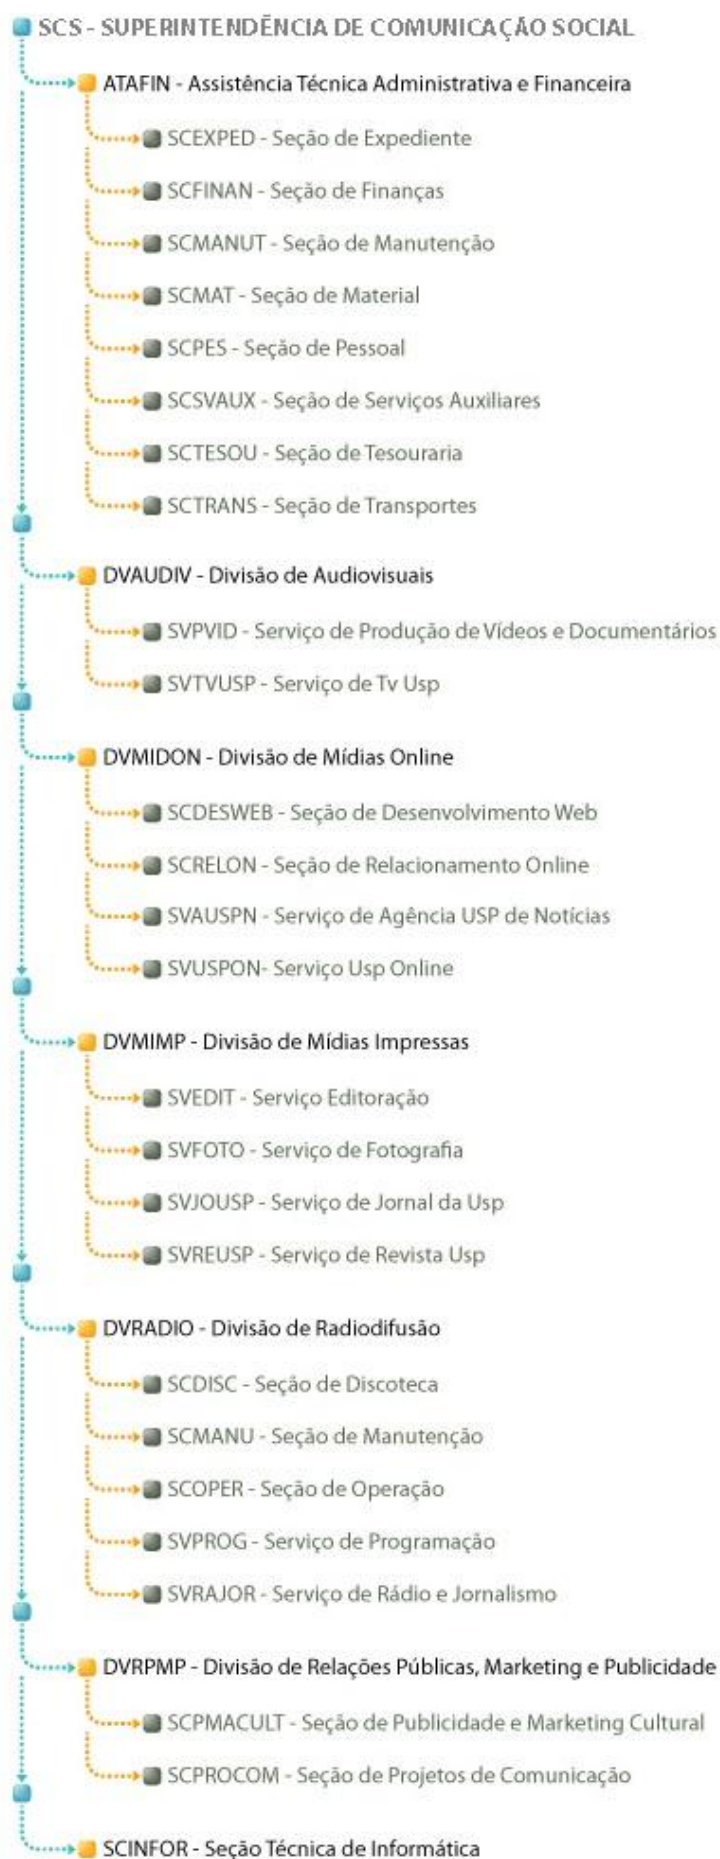 SCS - SUPERINTENDÊNCIA DE COMUNICAÇÃO SOCIAL
ATAFIN - Assistência Técnica Administrativa e Financeira
SCEXPED - Seção de Expediente
SCFINAN - Seção de Finanças
SCMANUT - Seção de Manutenção
SCMAT - Seção de Material
SCPES - Seção de Pessoal
SCSVAUX - Seção de Serviços Auxiliares
SCTESOU - Seção de Tesouraria
SCTRANS - Seção de Transportes
DVAUDIV - Divisão de Audiovisuais
SVPVID - Serviço de Produção de Vídeos e Documentários
SVTVUSP - Serviço de Tv Usp
DVMIDON - Divisão de Mídias Online
SCDESWEB - Seção de Desenvolvimento Web
SCRELON - Seção de Relacionamento Online
SVAUSPN - Serviço de Agência USP de Notícias
SVUSPON- Serviço Usp Online
DVMIMP - Divisão de Mídias Impressas
SVEDIT - Serviço Editoração
SVFOTO - Serviço de Fotografia
SVJOUSP - Serviço de Jornal da Usp
SVREUSP - Serviço de Revista Usp
DVRADIO - Divisão de Radiodifusão
SCDISC - Seção de Discoteca
SCMANU - Seção de Manutenção
SCOPER - Seção de Operação
SVPROG - Serviço de Programação
SVRAJOR - Serviço de Rádio e Jornalismo
DVRPMP - Divisão de Relações Públicas, Marketing e Publicidade
SCPMACULT - Seção de Publicidade e Marketing Cultural
SCPROCOM - Seção de Projetos de Comunicação
SCINFOR - Seção Técnica de Informática